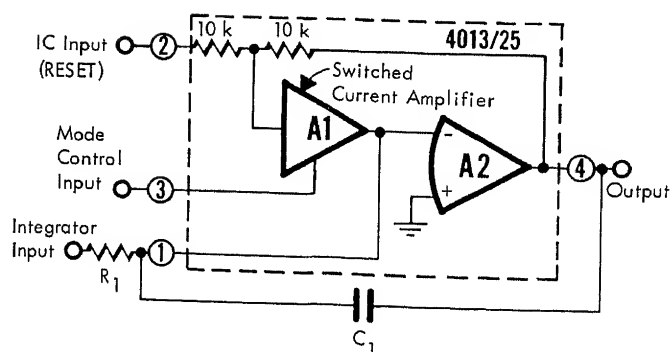 10 k 10 k
IC Input
(RESET)
2
4013/25
Switched
Current Amplifier
A1
Mode
Control
Input
3
-
+
A2
4
Output
Integrator
Input
R1
1
C1